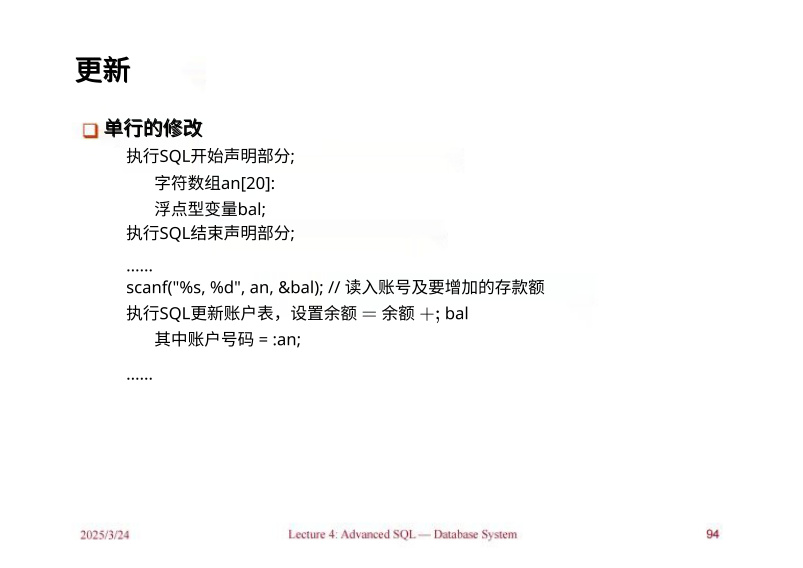 更新
单行的修改
执行SQL开始声明部分;
字符数组an[20]:
浮点型变量bal;
执行SQL结束声明部分;
......
scanf("%s, %d", an, &bal); // 读入账号及要增加的存款额
执行SQL更新账户表，设置余额 = 余额 +; bal
其中账户号码 = :an;
......
2025/3/24
Lecture 4: Advanced SQL — Database System
94